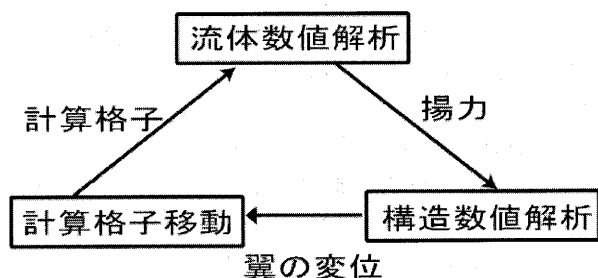 流体数値解析
計算格子
揚力
計算格子移動
構造数値解析
翼の変位